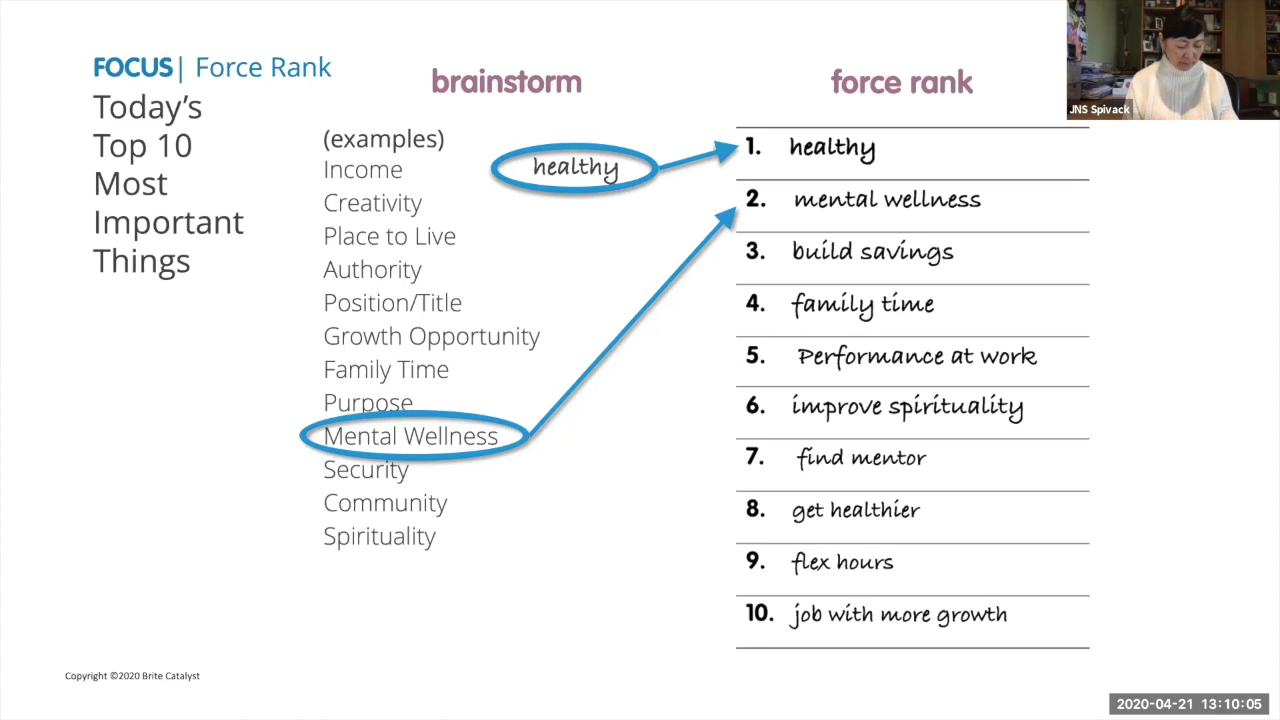 FOCUS| Force Rank
Today's
Top 10
Most
Important
Things
brainstorm
(examples)
Income
Creativity
Place to Live
Authority
Position/Title
Growth Opportunity
Family Time
Purpose
Mental Wellness
Security
Community
Spirituality
healthy
force rank
1. healthy
2. mental wellness
3. build savings
4. family time
5. Performance at work
6. improve spirituality
7. find mentor
8. get healthier
9. flex hours
10. job with more growth
JNS Spivack
Copyright ©2020 Brite Catalyst
2020-04-21 13:10:05